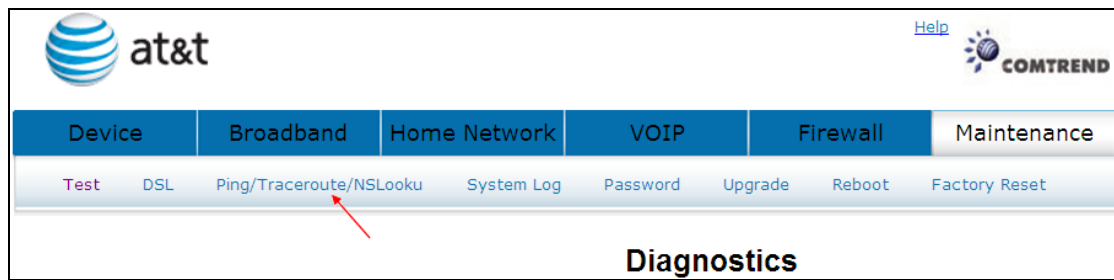 at&t
Help
COMTREND
Device Broadband Home Network VOIP Firewall Maintenance
Test DSL Ping/Traceroute/NSLooku System Log Password Upgrade Reboot Factory Reset
Diagnostics